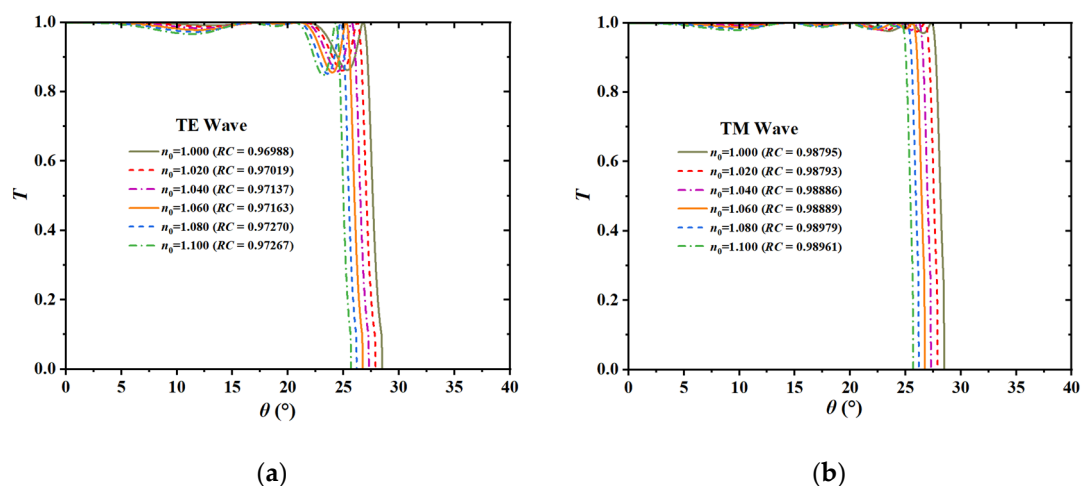 1.0
0.8
0.6
0.4
0.2
0.0
T
TE Wave
n0=1.000 (RC = 0.96988)
n0=1.020 (RC = 0.97019)
n0=1.040 (RC = 0.97137)
n0=1.060 (RC = 0.97163)
n0=1.080 (RC = 0.97270)
n0=1.100 (RC = 0.97267)
0 5 10 15 20 25 30 35 40
θ (°)
(a)
1.0
0.8
0.6
0.4
0.2
0.0
T
TM Wave
n0=1.000 (RC = 0.98795)
n0=1.020 (RC = 0.98793)
n0=1.040 (RC = 0.98886)
n0=1.060 (RC = 0.98889)
n0=1.080 (RC = 0.98979)
n0=1.100 (RC = 0.98961)
0 5 10 15 20 25 30 35 40
θ (°)
(b)